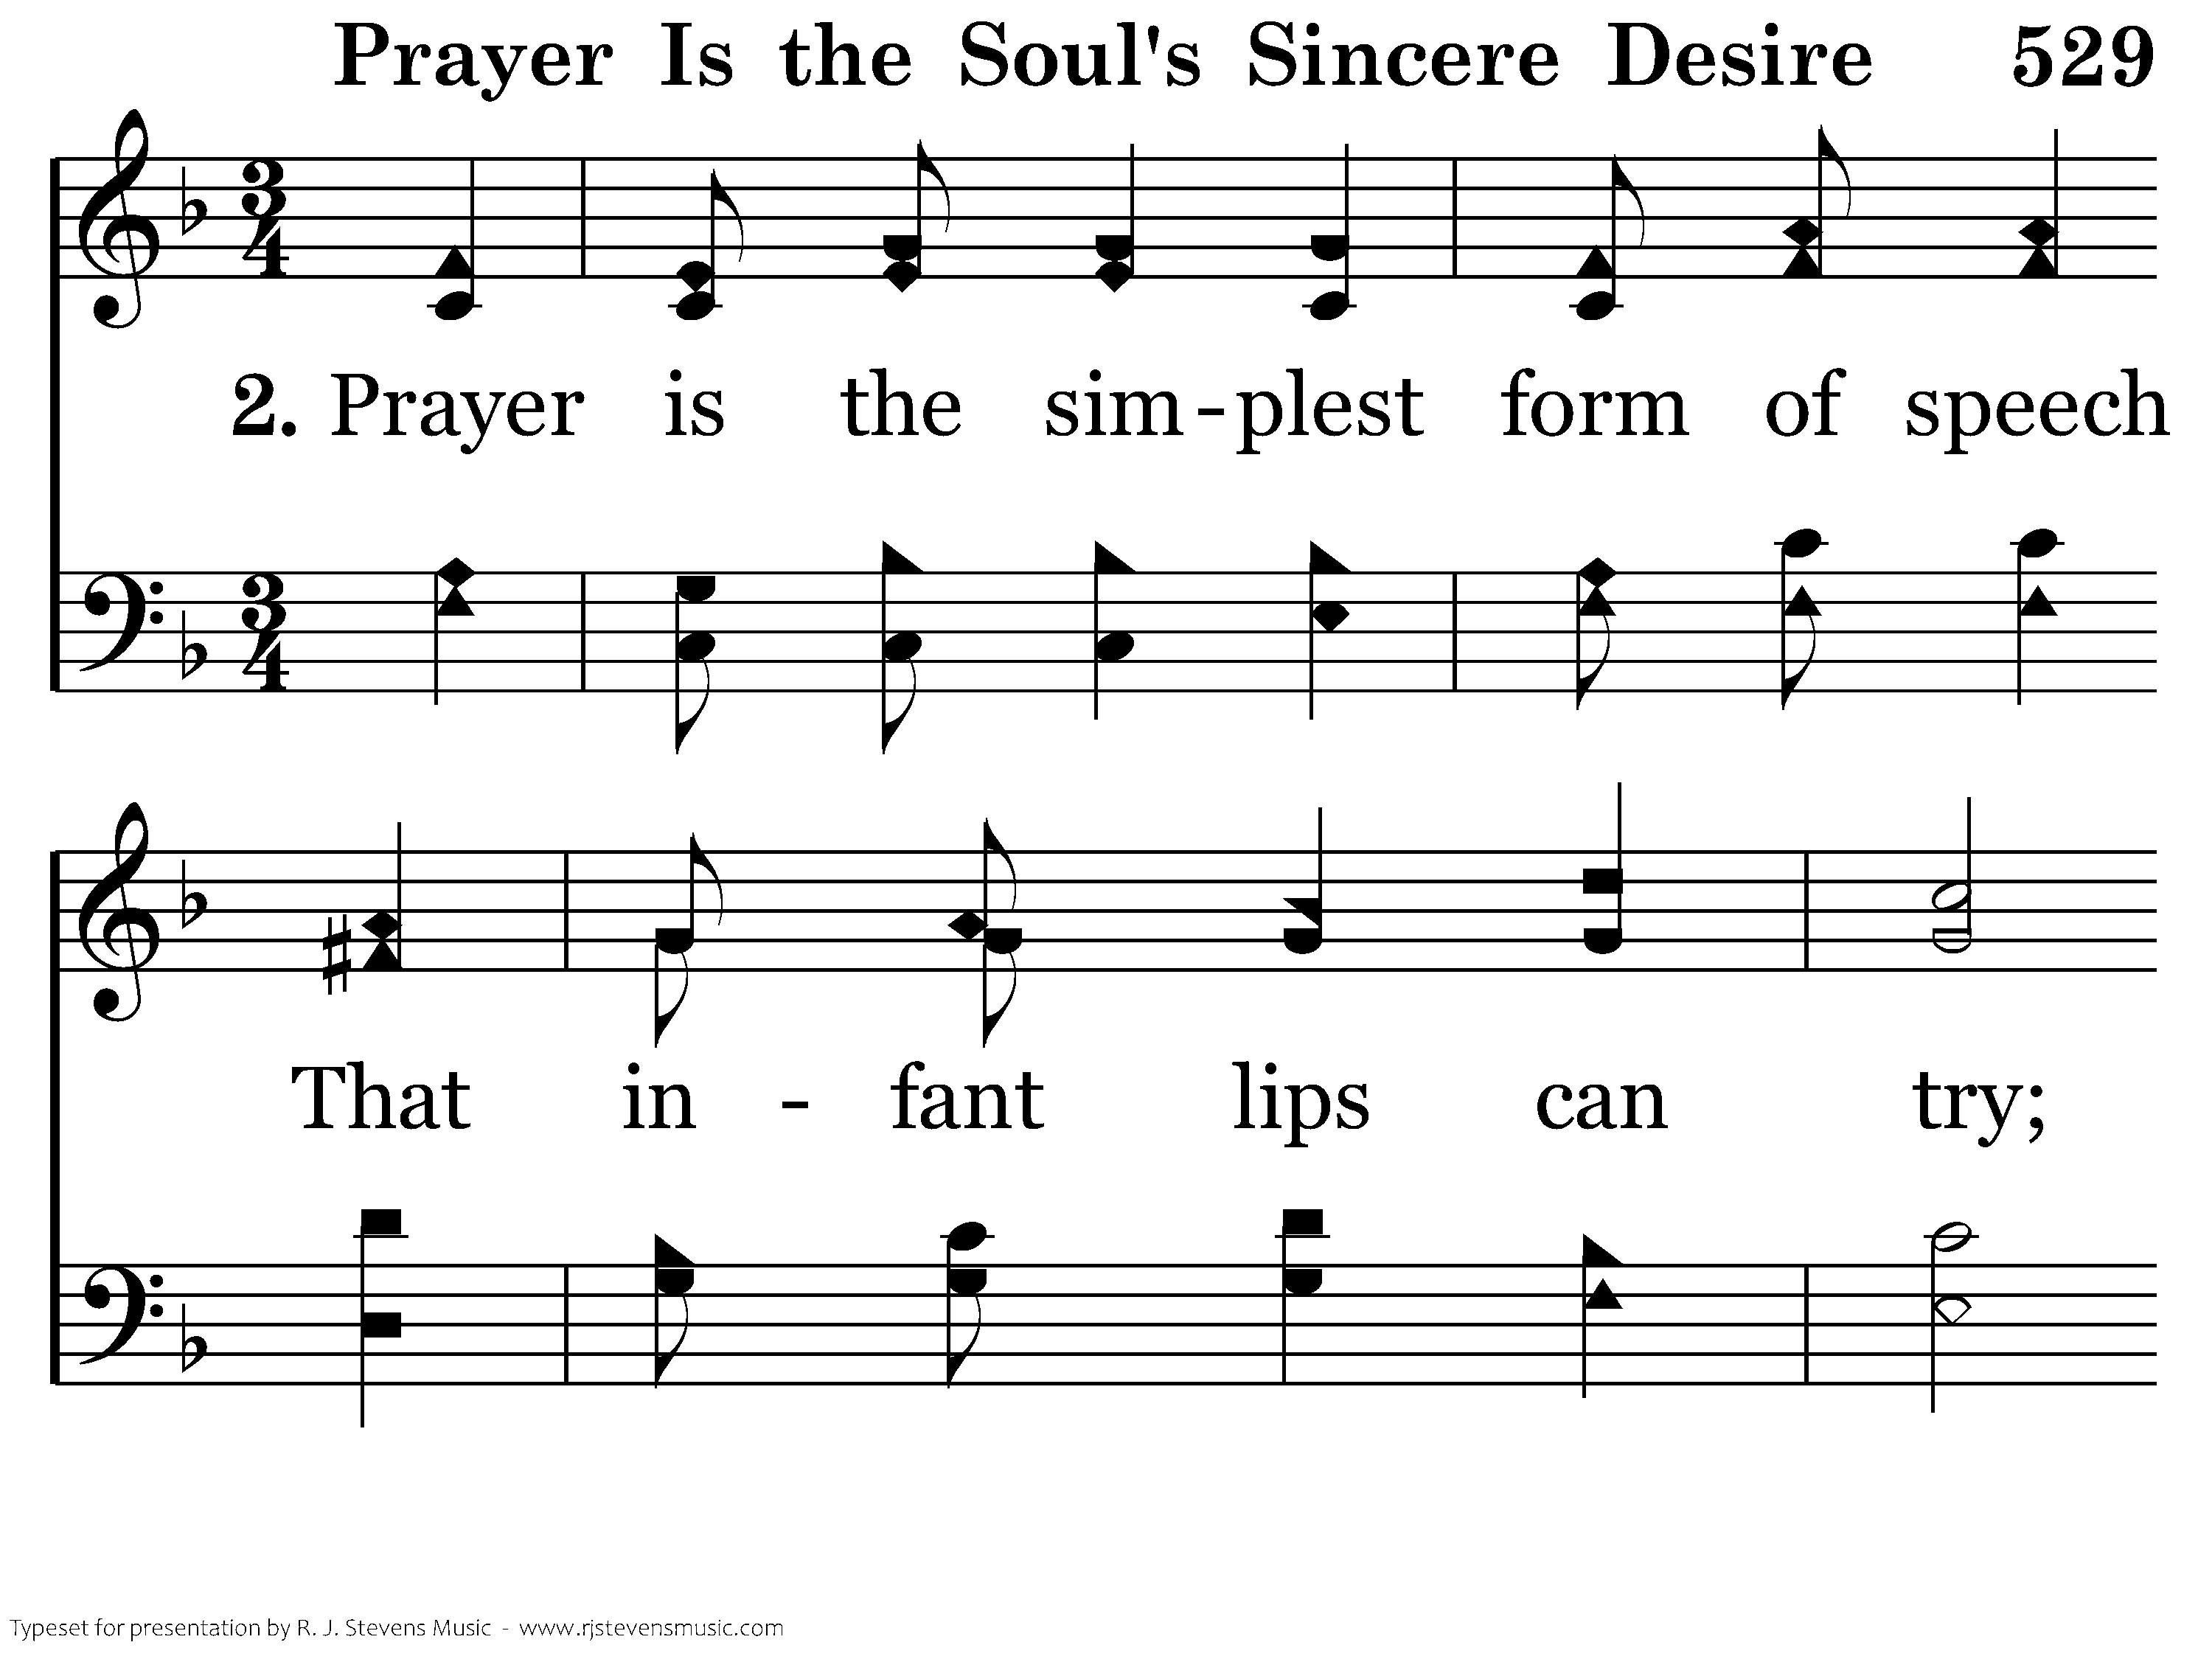 Prayer Is the Soul's Sincere Desire 529
3
4
2. Prayer is the sim-plest form of speech
3
4
That in - fant lips can try;
Typeset for presentation by R. J. Stevens Music - www.rjstevensmusic.com